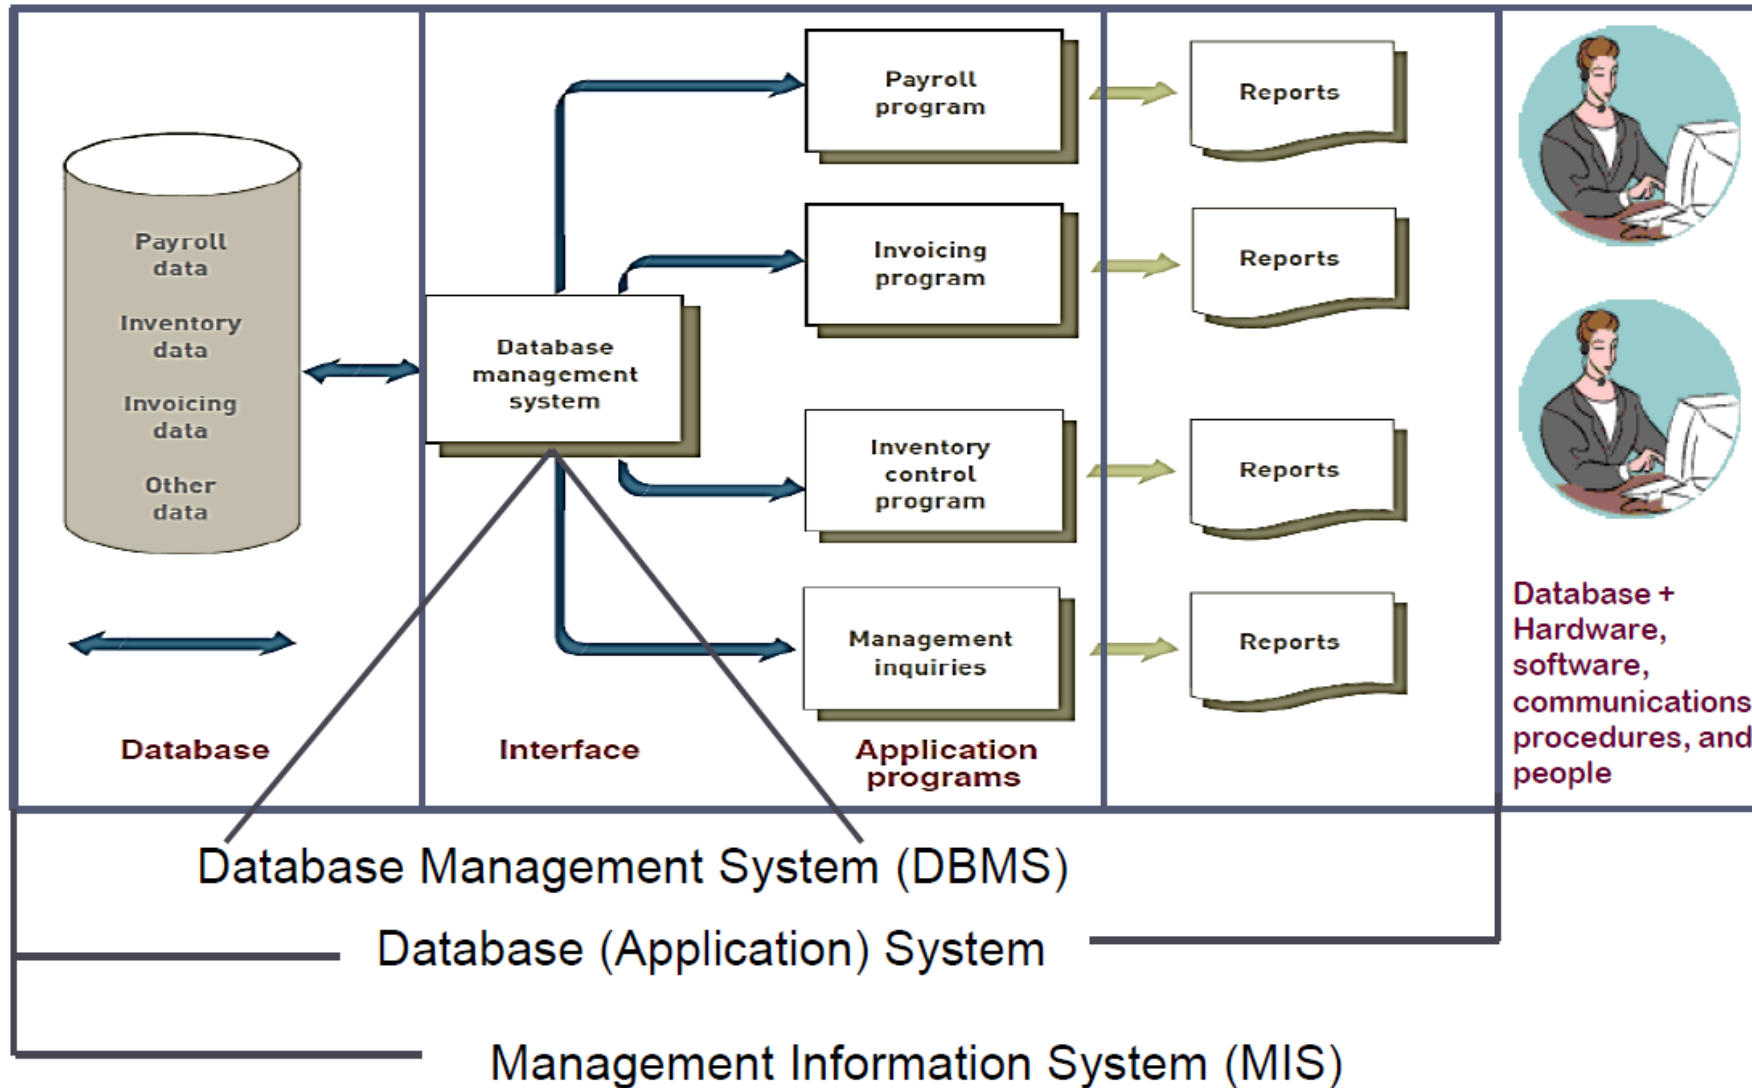 Payroll
data
Inventory
data
Invoicing
data
Other
data
Database
Database
management
system
Interface
Payroll
program
Invoicing
program
Inventory
control
program
Management
inquiries
Application
programs
Reports
Reports
Reports
Reports
Database +
Hardware,
software,
communications
procedures, and
people
Database Management System (DBMS)
Database (Application) System
Management Information System (MIS)